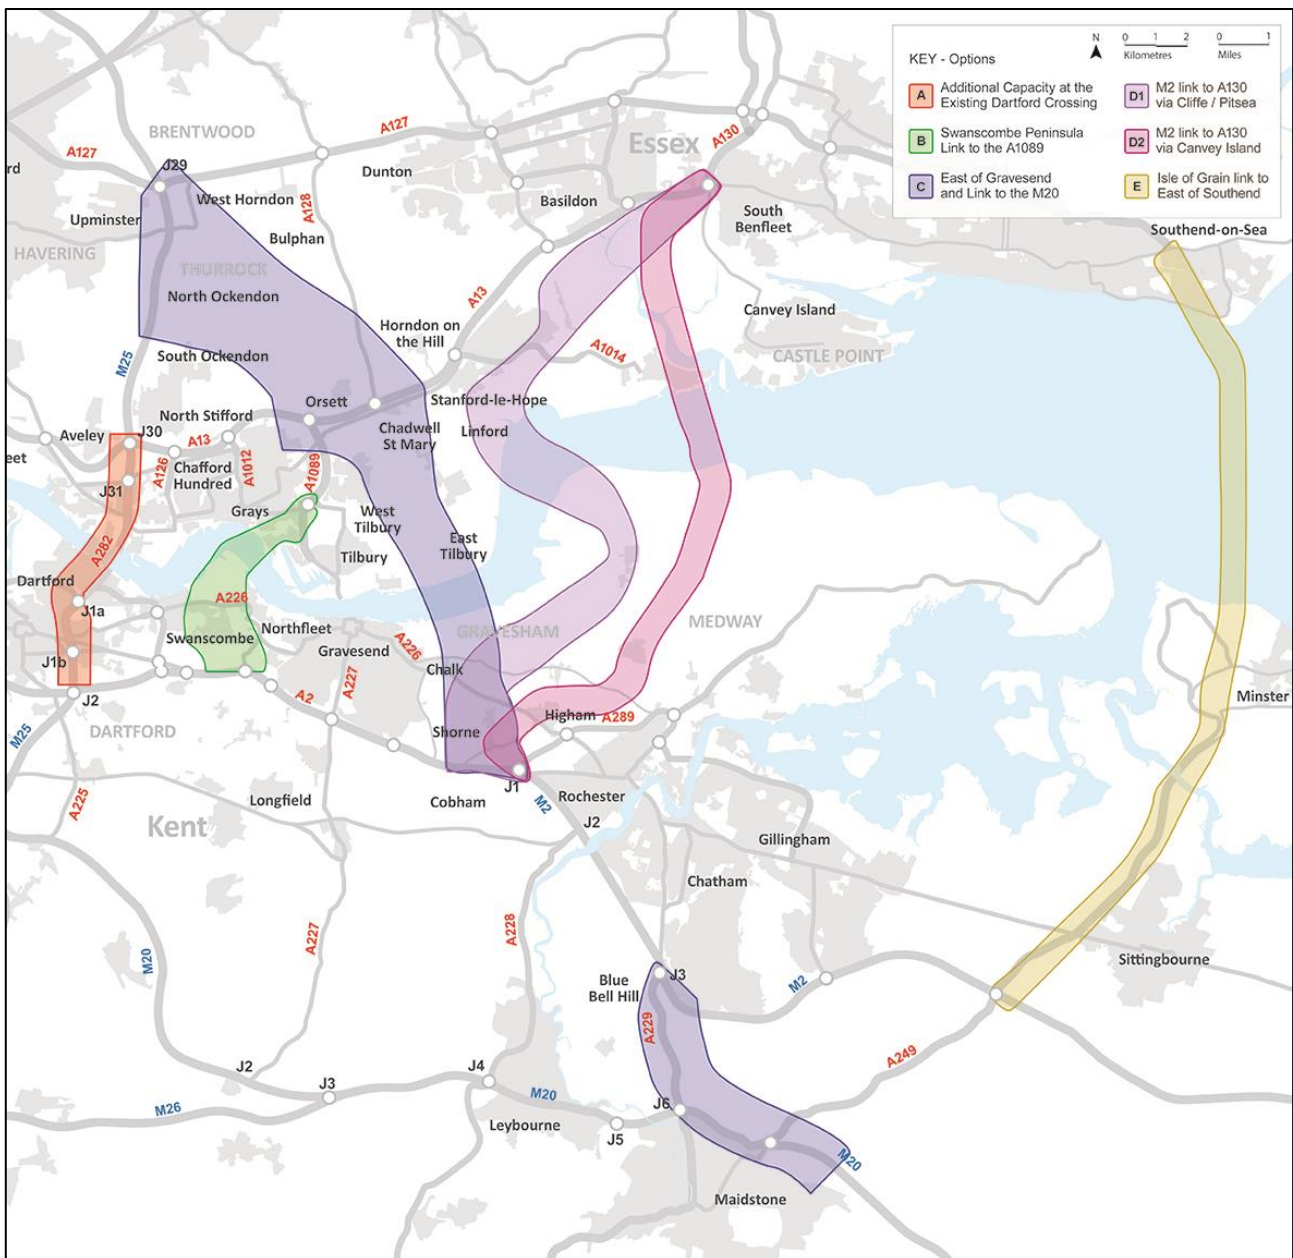 KEY - Options
N
0 1 2
Kilometres
0 1
Miles
A
Additional Capacity at the
Existing Dartford Crossing
B
Swanscombe Peninsula
Link to the A1089
C
East of Gravesend
and Link to the M20
D1
M2 link to A130
via Cliffe / Pitsea
D2
M2 link to A130
via Canvey Island
E
Isle of Grain link to
East of Southend
BRENTWOOD
A127
Essex
A130
A127
J29
rd
Dunton
West Horndon
A128
Basildon
Upminster
Bulphan
South
Benfleet
Southend-on-Sea
HAVERING
THURROCK
North Ockendon
A13
Canvey Island
Horndon on
the Hill
A1014
CASTLE POINT
M25
South Ockendon
Orsett
Stanford-le-Hope
North Stifford
Chadwell
St Mary
Linford
Aveley
J30
A13
eet
A126
Chafford
Hundred
A1012
A1089
J31
Grays
West
Tilbury
A282
Tilbury
East
Tilbury
Dartford
J1a
A226
Swanscombe
Northfleet
A226
GRAVESHAM
MEDWAY
Gravesend
J1b
Chalk
A227
J2
A2
Minster
Higham
A289
M25
DARTFORD
Shorne
J1
A225
Longfield
Cobham
M2
Rochester
Kent
J2
Gillingham
Chatham
A228
A227
M20
Sittingbourne
Blue
Bell Hill
J3
M2
A229
A249
J2
J3
J4
M20
M26
J6
Leybourne
J5
M20
Maidstone